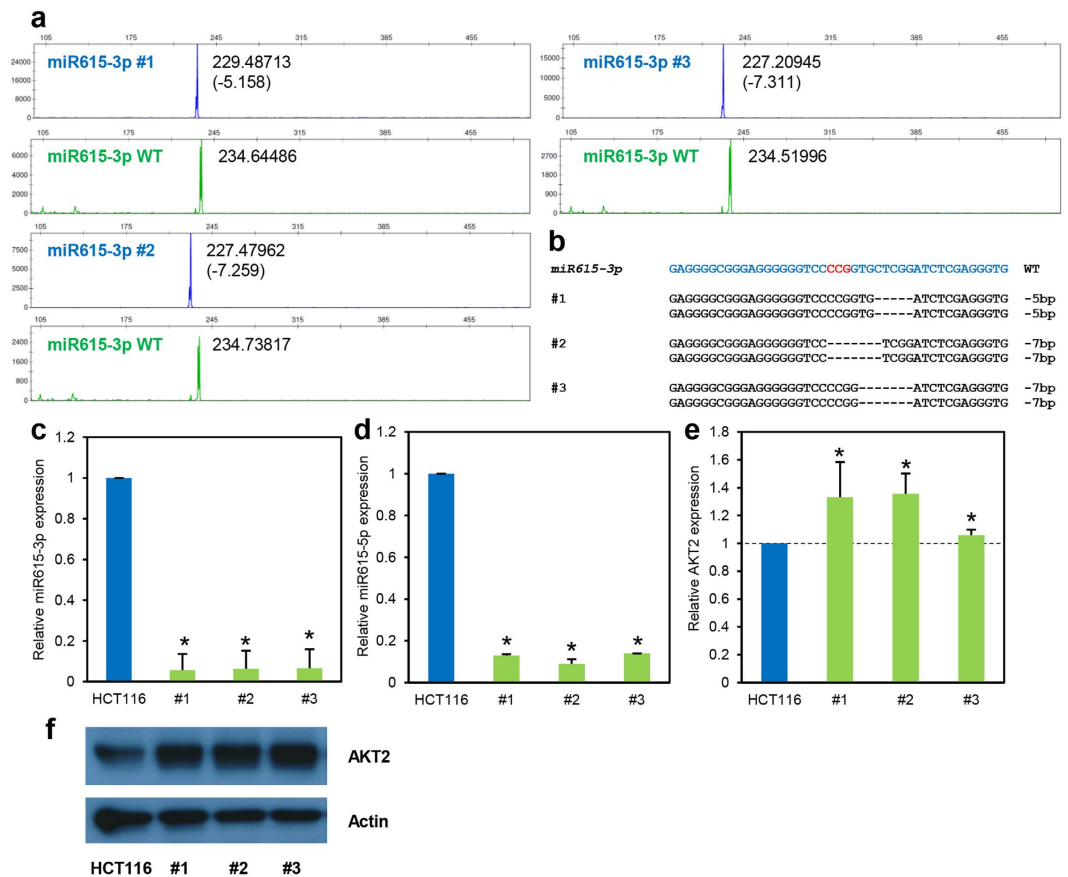 a
105 175 245 315 385 455
24000
16000
8000
0
miR615-3p #1
229.48713
(-5.158)
105 175 245 315 385 455
6000
4000
2000
0
miR615-3p WT
234.64486
105 175 245 315 385 455
7500
5000
2500
0
miR615-3p #2
227.47962
(-7.259)
105 175 245 315 385 455
2400
1600
800
0
miR615-3p WT
234.73817
105 175 245 315 385 455
15000
10000
5000
0
miR615-3p #3
227.20945
(-7.311)
105 175 245 315 385 455
2700
1800
900
0
miR615-3p WT
234.51996
b
miR615-3p GAGGGGCGGGAGGGGGGTCCCCGGTGCTCGGATCTCGAGGGTG WT
#1 GAGGGGCGGGAGGGGGGTCCCCGGTG-----ATCTCGAGGGTG -5bp
GAGGGGCGGGAGGGGGGTCCCCGGTG-----ATCTCGAGGGTG -5bp
#2 GAGGGGCGGGAGGGGGGTCC-------TCGGATCTCGAGGGTG -7bp
GAGGGGCGGGAGGGGGGTCC-------TCGGATCTCGAGGGTG -7bp
#3 GAGGGGCGGGAGGGGGGTCCCCGG-------ATCTCGAGGGTG -7bp
GAGGGGCGGGAGGGGGGTCCCCGG-------ATCTCGAGGGTG -7bp
c
Relative miR615-3p expression
1.2
1
0.8
0.6
0.4
0.2
0
* * *
HCT116 #1 #2 #3
d
Relative miR615-5p expression
1.2
1
0.8
0.6
0.4
0.2
0
* * *
HCT116 #1 #2 #3
e
Relative AKT2 expression
1.8
1.6
1.4
1.2
1.0
0.8
0.6
0.4
0.2
0
* * *
HCT116 #1 #2 #3
f
AKT2
Actin
HCT116 #1 #2 #3